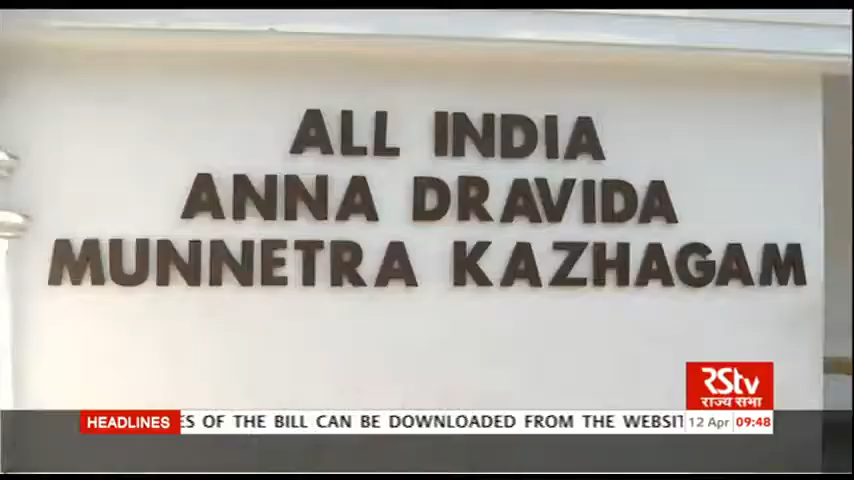 ALL INDIA
ANNA DRAVIDA
MUNNETRA KAZHAGAM
RStv
राज्य सभा
HEADLINES ES OF THE BILL CAN BE DOWNLOADED FROM THE WEBSIT 12 Apr 09:48